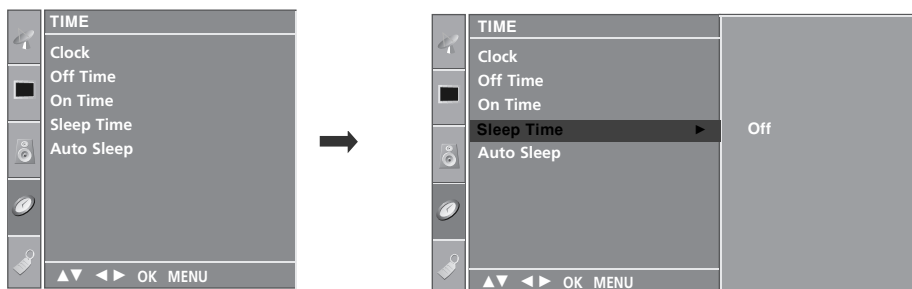 TIME
Clock
Off Time
On Time
Sleep Time
Auto Sleep
▲▼ ◄► OK MENU
TIME
Clock
Off Time
On Time
Sleep Time ► Off
Auto Sleep
▲▼ ◄► OK MENU